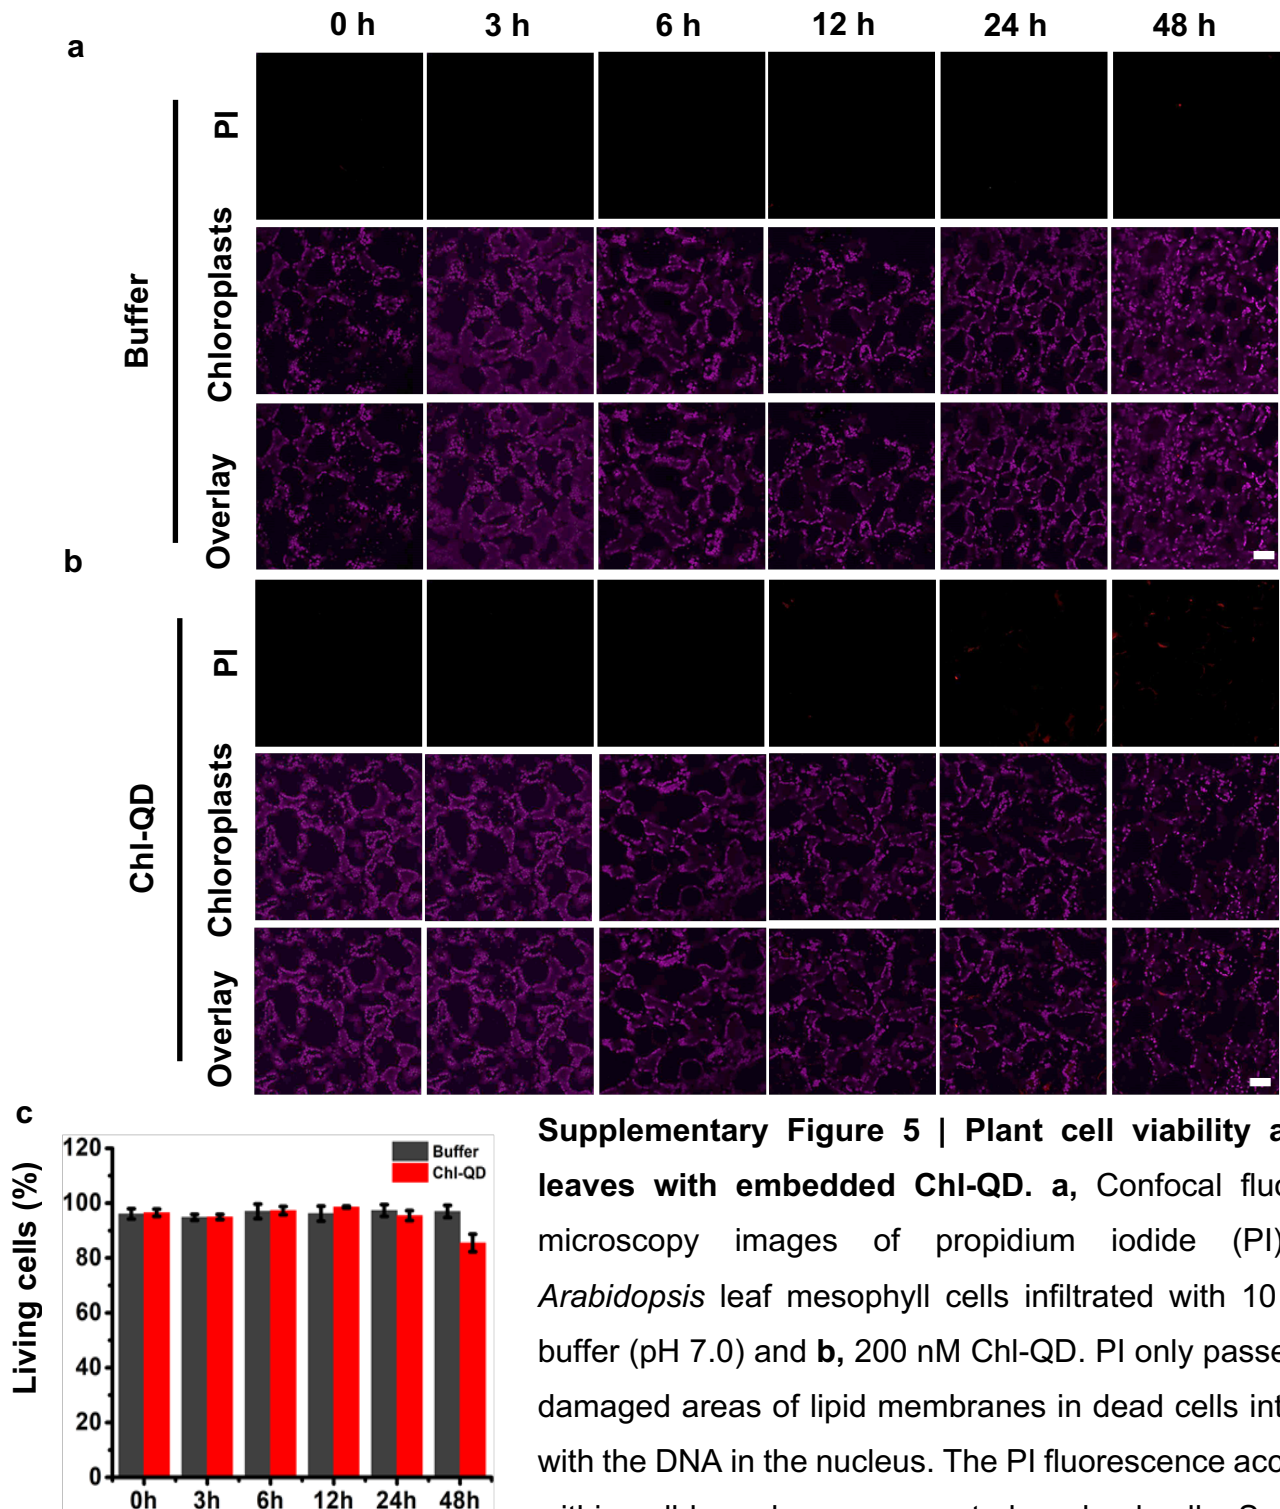 0 h 3 h 6 h 12 h 24 h 48 h
a
Buffer
PI
Chloroplasts
Overlay
b
Chl-QD
PI
Chloroplasts
Overlay
c
Living cells (%)
120
100
80
60
40
20
0
Buffer
Chl-QD
0h 3h 6h 12h 24h 48h
Supplementary Figure 5 | Plant cell viability
leaves with embedded Chl-QD. a, Confocal
microscopy images of propidium iodide (PI)
Arabidopsis leaf mesophyll cells infiltrated with 10
buffer (pH 7.0) and b, 200 nM Chl-QD. PI only
damaged areas of lipid membranes in dead cells
with the DNA in the nucleus. The PI fluorescence